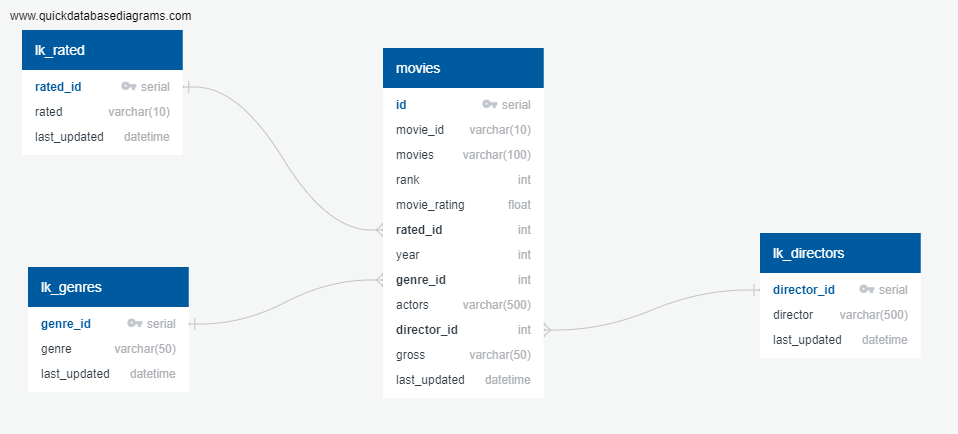 www.quickdatabasediagrams.com
lk_rated
rated_id serial
rated varchar(10)
last_updated datetime
movies
id serial
movie_id varchar(10)
movies varchar(100)
rank int
movie_rating float
rated_id int
year int
genre_id int
actors varchar(500)
director_id int
gross varchar(50)
last_updated datetime
lk_genres
genre_id serial
genre varchar(50)
last_updated datetime
lk_directors
director_id serial
director varchar(500)
last_updated datetime